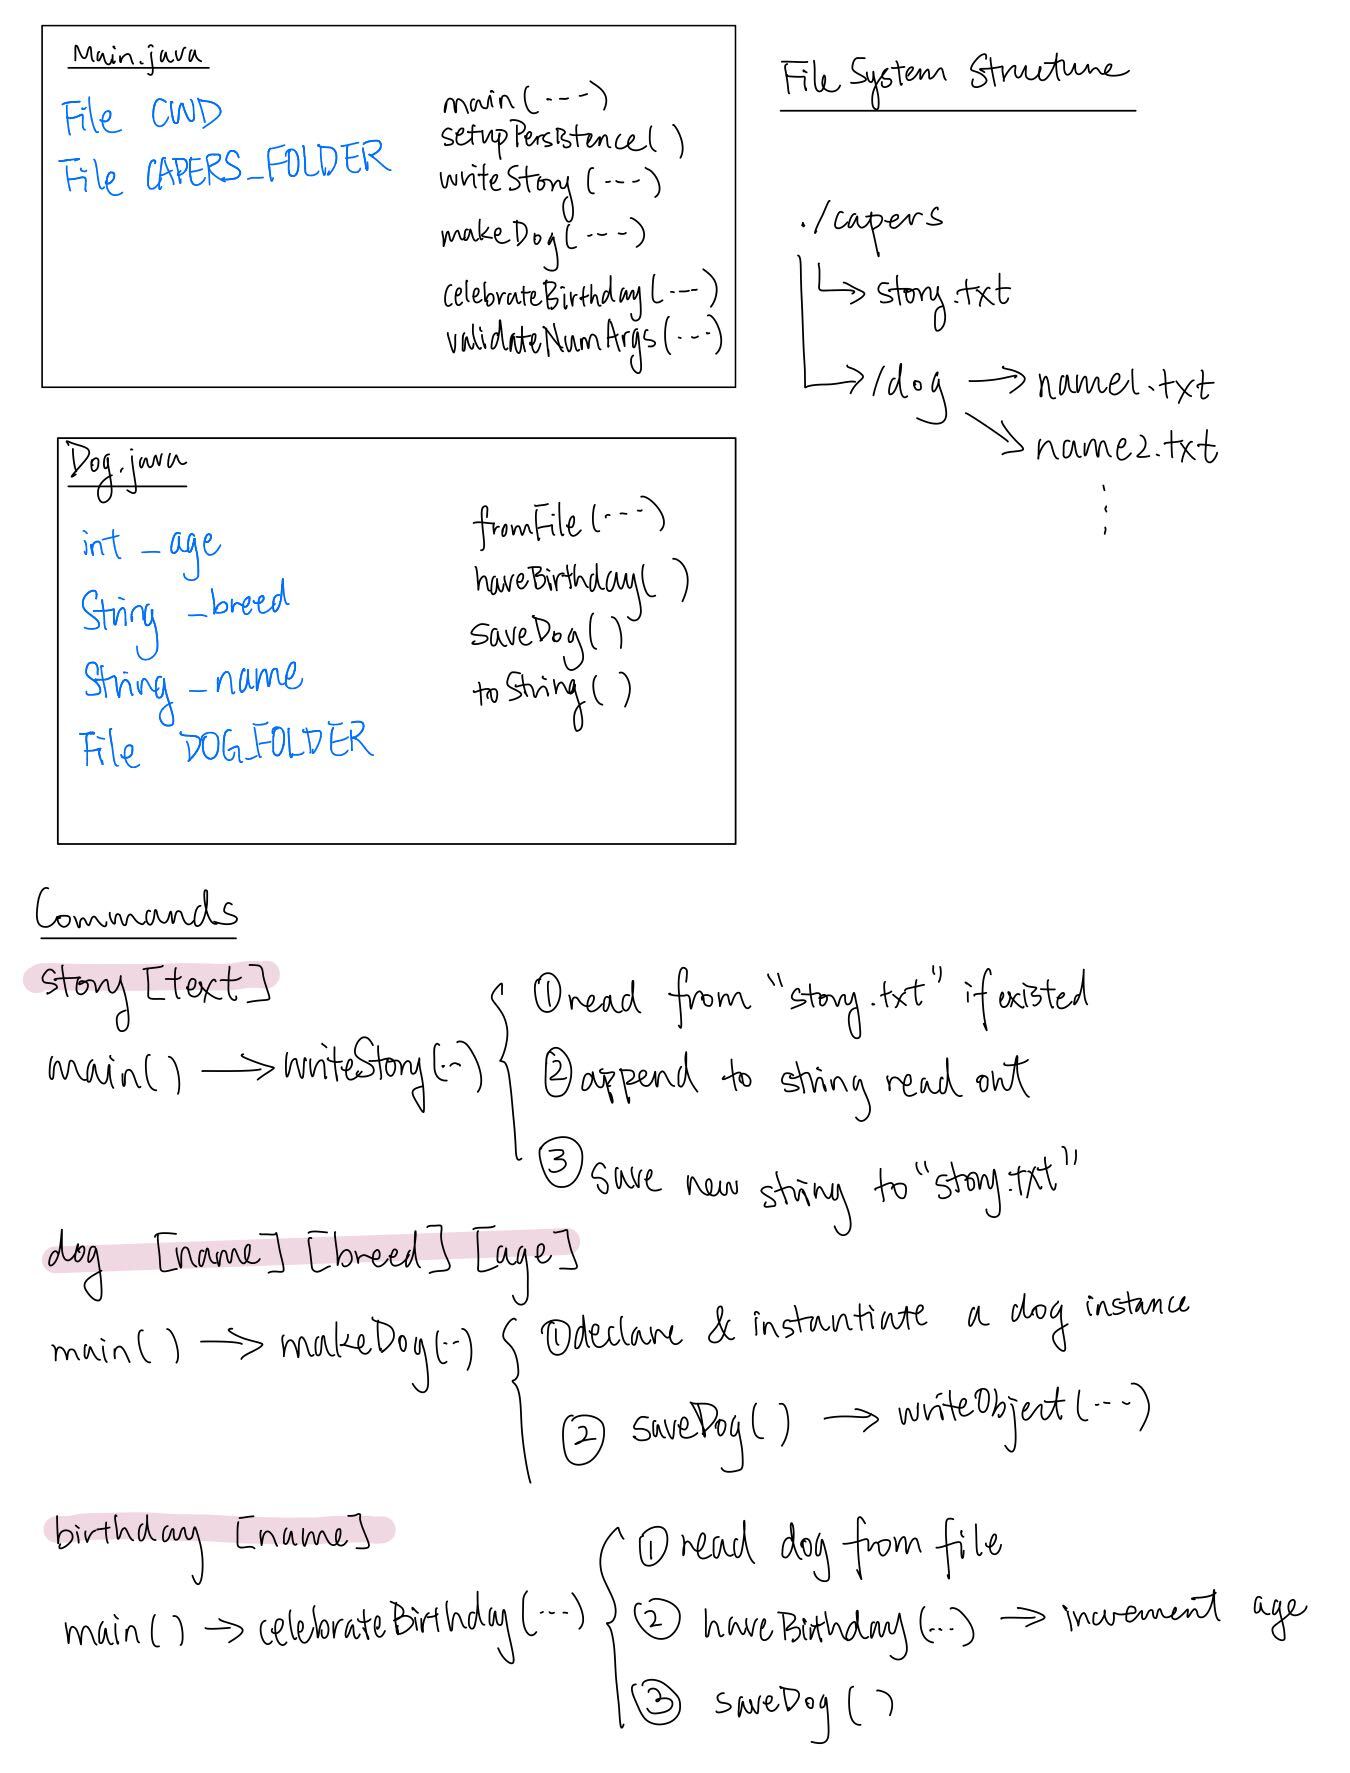 Main.java
File CWD
File CAPERS_FOLDER
main(---)
setupPersistence()
writeStory(---)
makeDog(---)
celebrateBirthday(---)
validateNumArgs(---)
File System Structure
./capers
story.txt
/dog → name1.txt
name2.txt
Dog.java
int _age
String _breed
String _name
File DOG_FOLDER
fromFile(---)
haveBirthday()
saveDog()
toString()
Commands
story [text]
main() → writeStory(--)
① read from "story.txt" if existed
② append to string read out
③ save new string to "story.txt"
dog [name] [breed] [age]
main() → makeDog(--)
① declare & instantiate a dog instance
② saveDog() → writeObject(---)
birthday [name]
main() → celebrateBirthday(---)
① read dog from file
② haveBirthday(---) → increment age
③ saveDog()